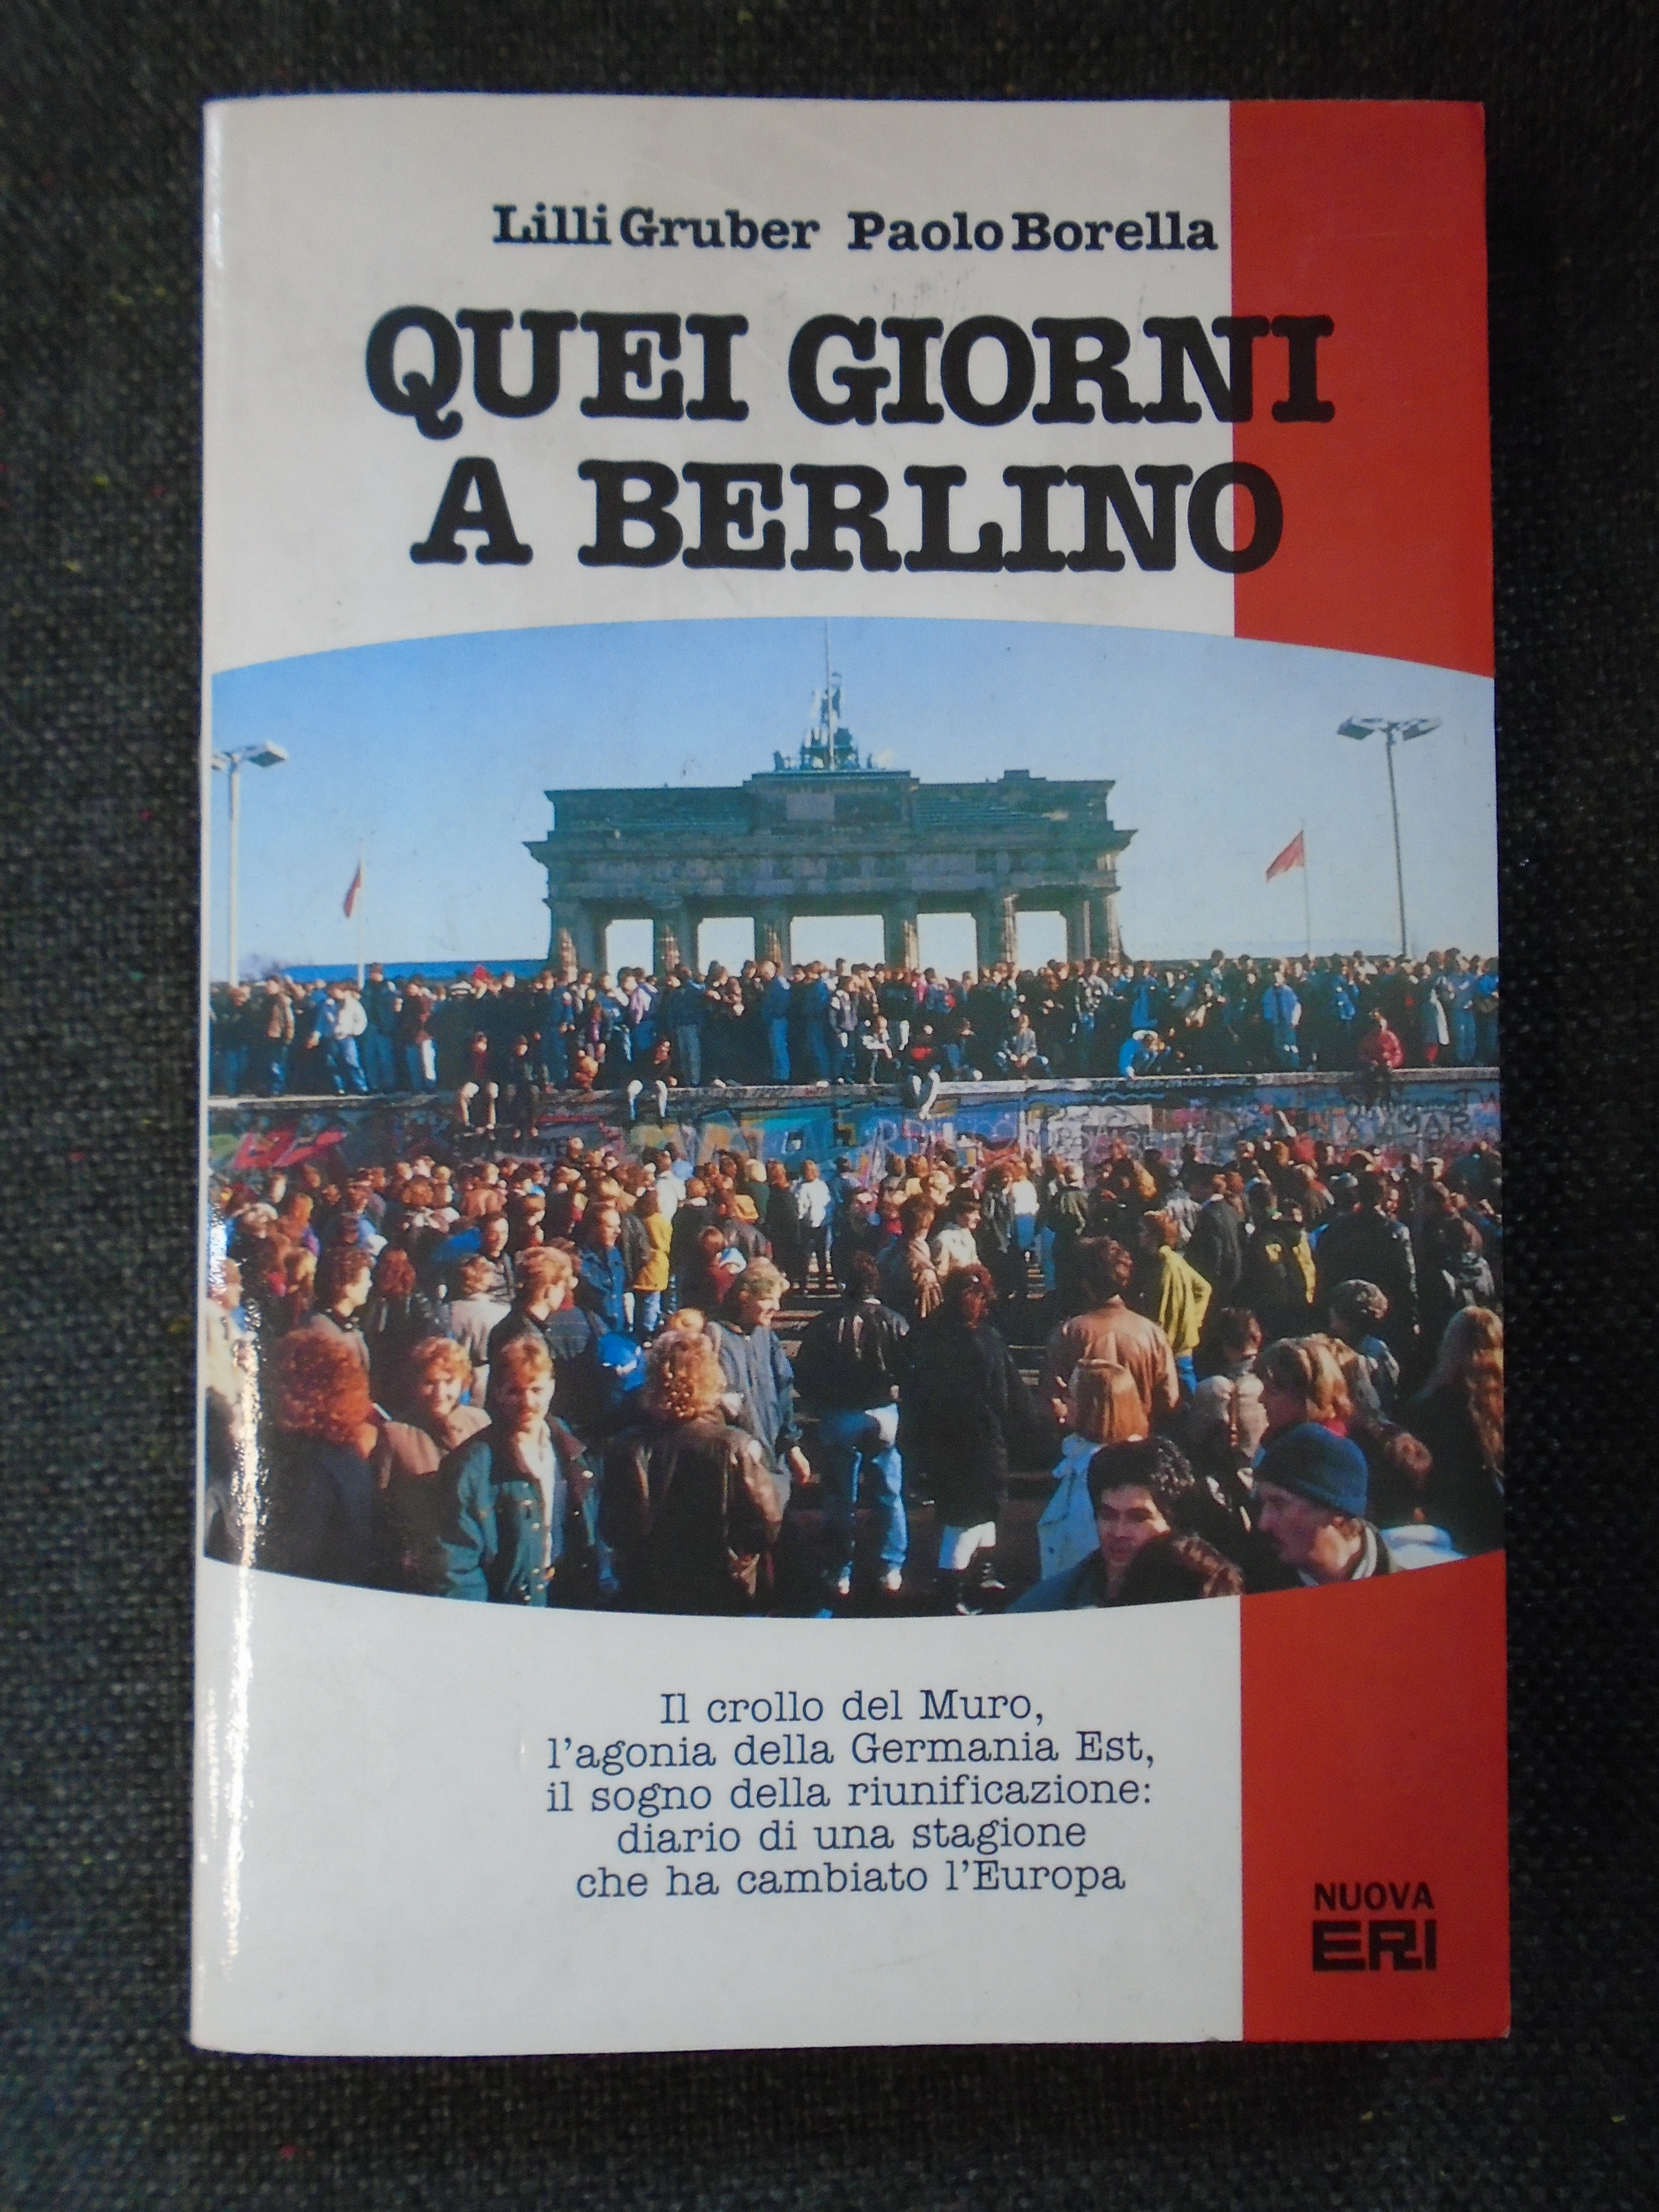 Lilli Gruber Paolo Borella
QUEI GIORNI
A BERLINO
Il crollo del Muro,
l'agonia della Germania Est,
il sogno della riunificazione:
diario di una stagione
che ha cambiato l'Europa
NUOVA
ERI